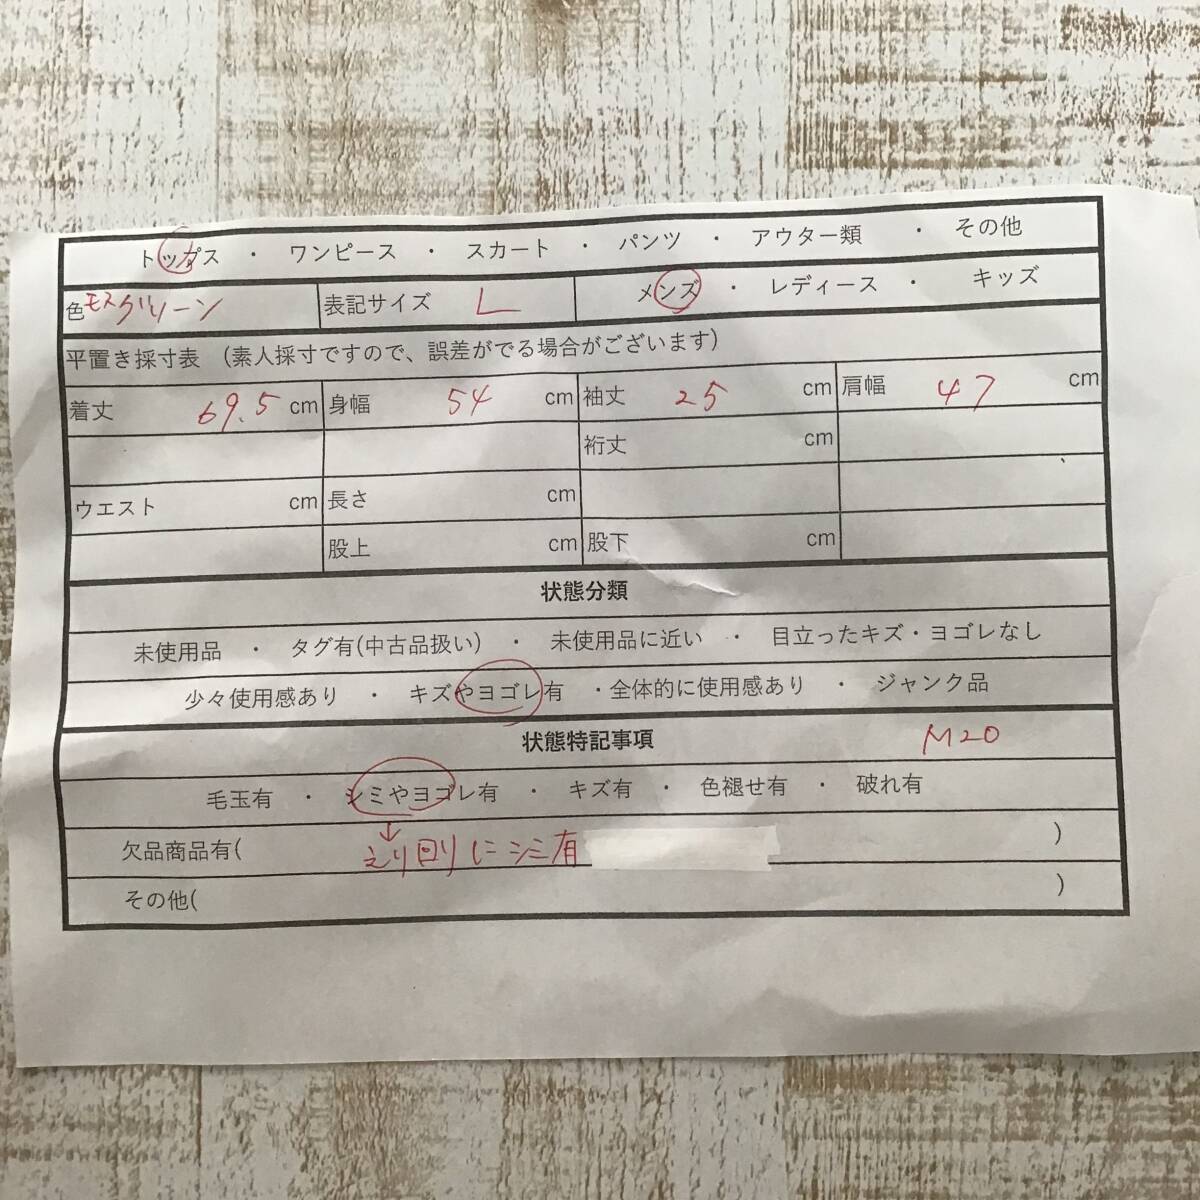 トップス ・ ワンピース ・ スカート ・ パンツ ・ アウター類 ・ その他
色 モスグリーン 表記サイズ L メンズ ・ レディース ・ キッズ
平置き採寸表 (素人採寸ですので、誤差がでる場合がございます)
着丈 69.5 cm 身幅 54 cm 袖丈 25 cm 肩幅 47 cm
裄丈 cm
ウエスト cm 長さ cm
股上 cm 股下 cm
状態分類
未使用品 ・ タグ有(中古品扱い) ・ 未使用品に近い ・ 目立ったキズ・ヨゴレなし
少々使用感あり ・ キズやヨゴレ有 ・全体的に使用感あり ・ ジャンク品
状態特記事項 M20
毛玉有 ・ シミやヨゴレ有 ・ キズ有 ・ 色褪せ有 ・ 破れ有
欠品商品有( ↓えり回りにシミ有 )
その他( )